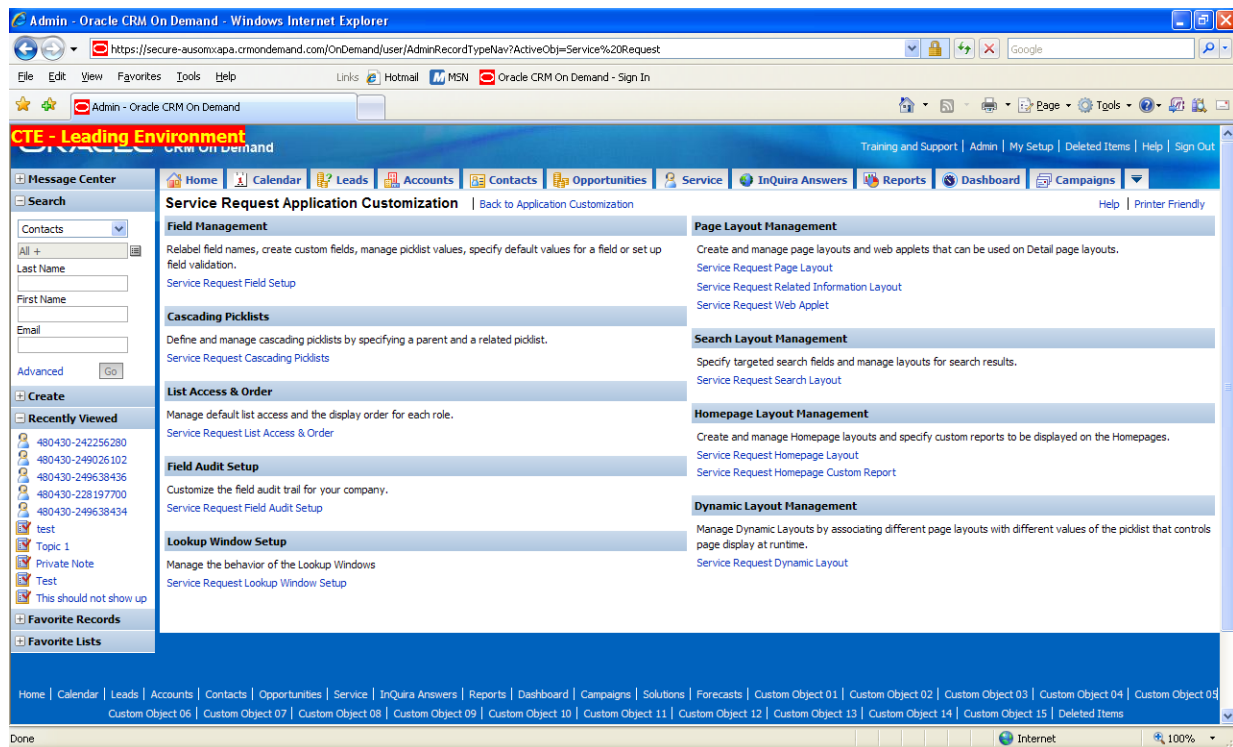 Admin - Oracle CRM On Demand - Windows Internet Explorer
https://secure-ausomxapa.crmondemand.com/OnDemand/user/AdminRecordTypeNav?ActiveObj=Service%20Request
Google
File Edit View Favorites Tools Help
Links Hotmail MSN Oracle CRM On Demand - Sign In
Admin - Oracle CRM On Demand
Page Tools
CTE - Leading Environment
CRM On Demand
Training and Support | Admin | My Setup | Deleted Items | Help | Sign Out
Message Center
Home Calendar Leads Accounts Contacts Opportunities Service InQuira Answers Reports Dashboard Campaigns
Search
Contacts
All +
Last Name
First Name
Email
Advanced Go
Create
Recently Viewed
480430-242256280
480430-249026102
480430-249638436
480430-228197700
480430-249638434
test
Topic 1
Private Note
Test
This should not show up
Favorite Records
Favorite Lists
Service Request Application Customization | Back to Application Customization
Help | Printer Friendly
Field Management
Relabel field names, create custom fields, manage picklist values, specify default values for a field or set up
field validation.
Service Request Field Setup
Cascading Picklists
Define and manage cascading picklists by specifying a parent and a related picklist.
Service Request Cascading Picklists
List Access & Order
Manage default list access and the display order for each role.
Service Request List Access & Order
Field Audit Setup
Customize the field audit trail for your company.
Service Request Field Audit Setup
Lookup Window Setup
Manage the behavior of the Lookup Windows
Service Request Lookup Window Setup
Page Layout Management
Create and manage page layouts and web applets that can be used on Detail page layouts.
Service Request Page Layout
Service Request Related Information Layout
Service Request Web Applet
Search Layout Management
Specify targeted search fields and manage layouts for search results.
Service Request Search Layout
Homepage Layout Management
Create and manage Homepage layouts and specify custom reports to be displayed on the Homepages.
Service Request Homepage Layout
Service Request Homepage Custom Report
Dynamic Layout Management
Manage Dynamic Layouts by associating different page layouts with different values of the picklist that controls
page display at runtime.
Service Request Dynamic Layout
Home | Calendar | Leads | Accounts | Contacts | Opportunities | Service | InQuira Answers | Reports | Dashboard | Campaigns | Solutions | Forecasts | Custom Object 01 | Custom Object 02 | Custom Object 03 | Custom Object 04 | Custom Object 05
Custom Object 06 | Custom Object 07 | Custom Object 08 | Custom Object 09 | Custom Object 10 | Custom Object 11 | Custom Object 12 | Custom Object 13 | Custom Object 14 | Custom Object 15 | Deleted Items
Done
Internet
100%